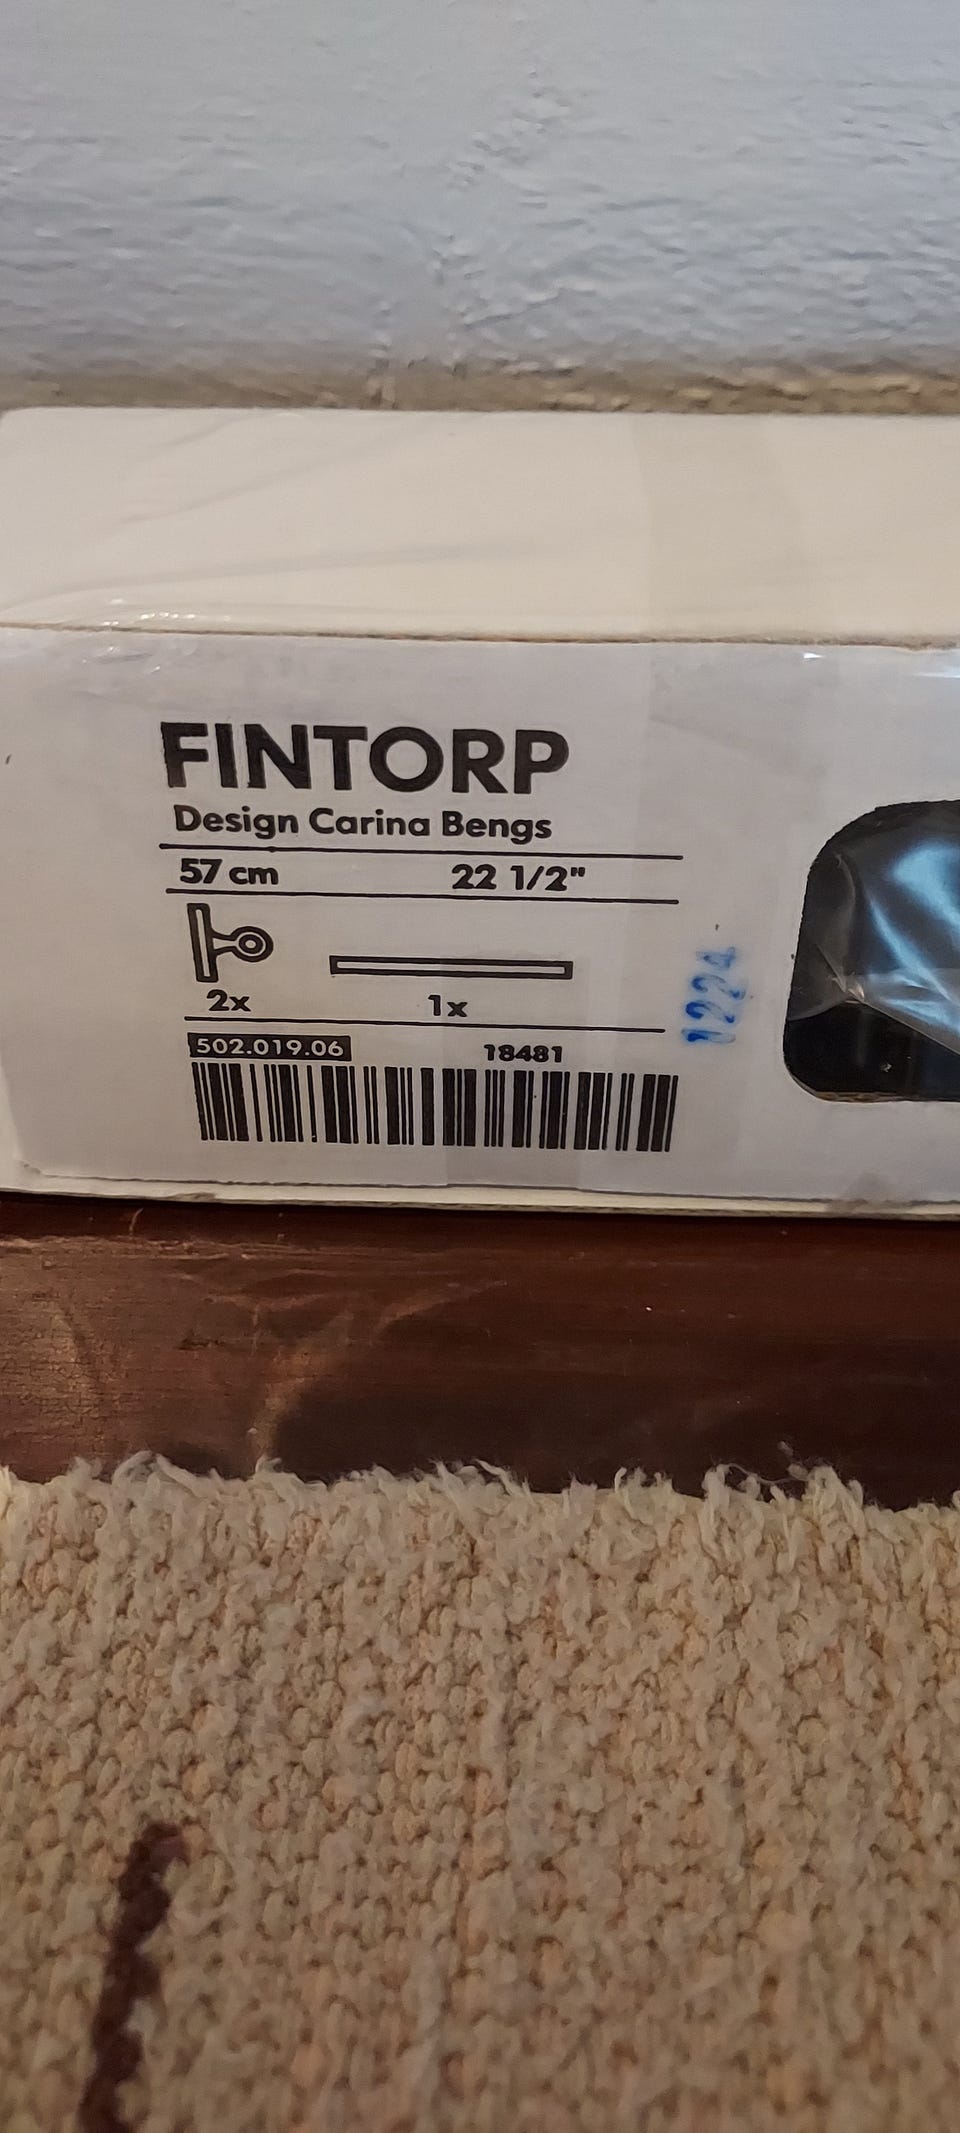 FINTORP
Design Carina Bengs
57 cm 22 1/2"
2x 1x
502.019.06 18481
1224